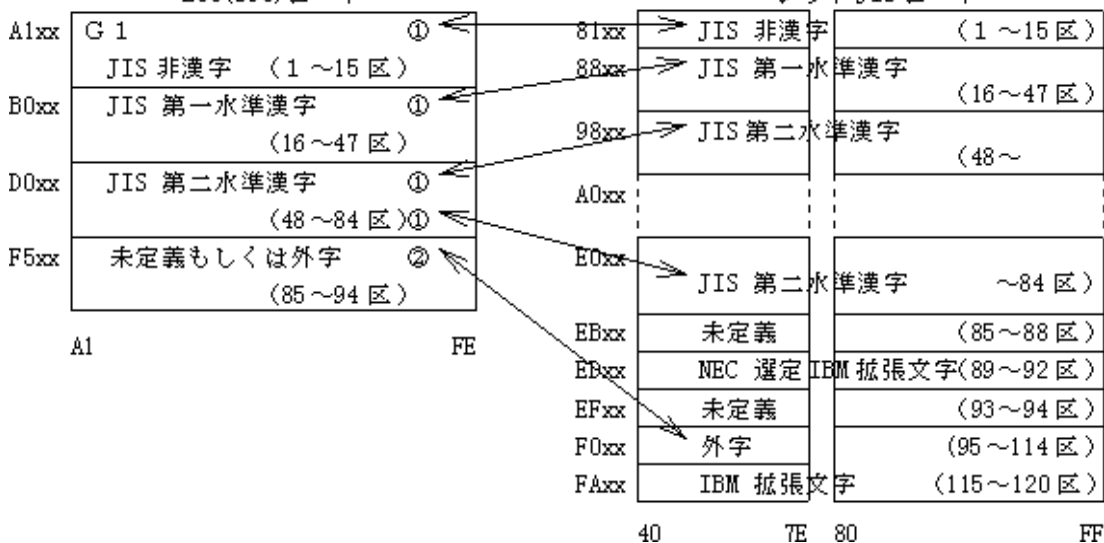 A1xx G1 ①
JIS 非漢字 (1~15区)
B0xx JIS 第一水準漢字 ①
(16~47区)
D0xx JIS 第二水準漢字 ①
(48~84区)①
F5xx 未定義もしくは外字 ②
(85~94区)
A1 FE
81xx JIS 非漢字 (1~15区)
88xx JIS 第一水準漢字
(16~47区)
98xx JIS 第二水準漢字
(48~
A0xx
E0xx
JIS 第二水準漢字 ~84区)
EBxx 未定義 (85~88区)
EDxx NEC 選定IBM拡張文字(89~92区)
EFxx 未定義 (93~94区)
F0xx 外字 (95~114区)
FAxx IBM 拡張文字 (115~120区)
40 7E 80 FF